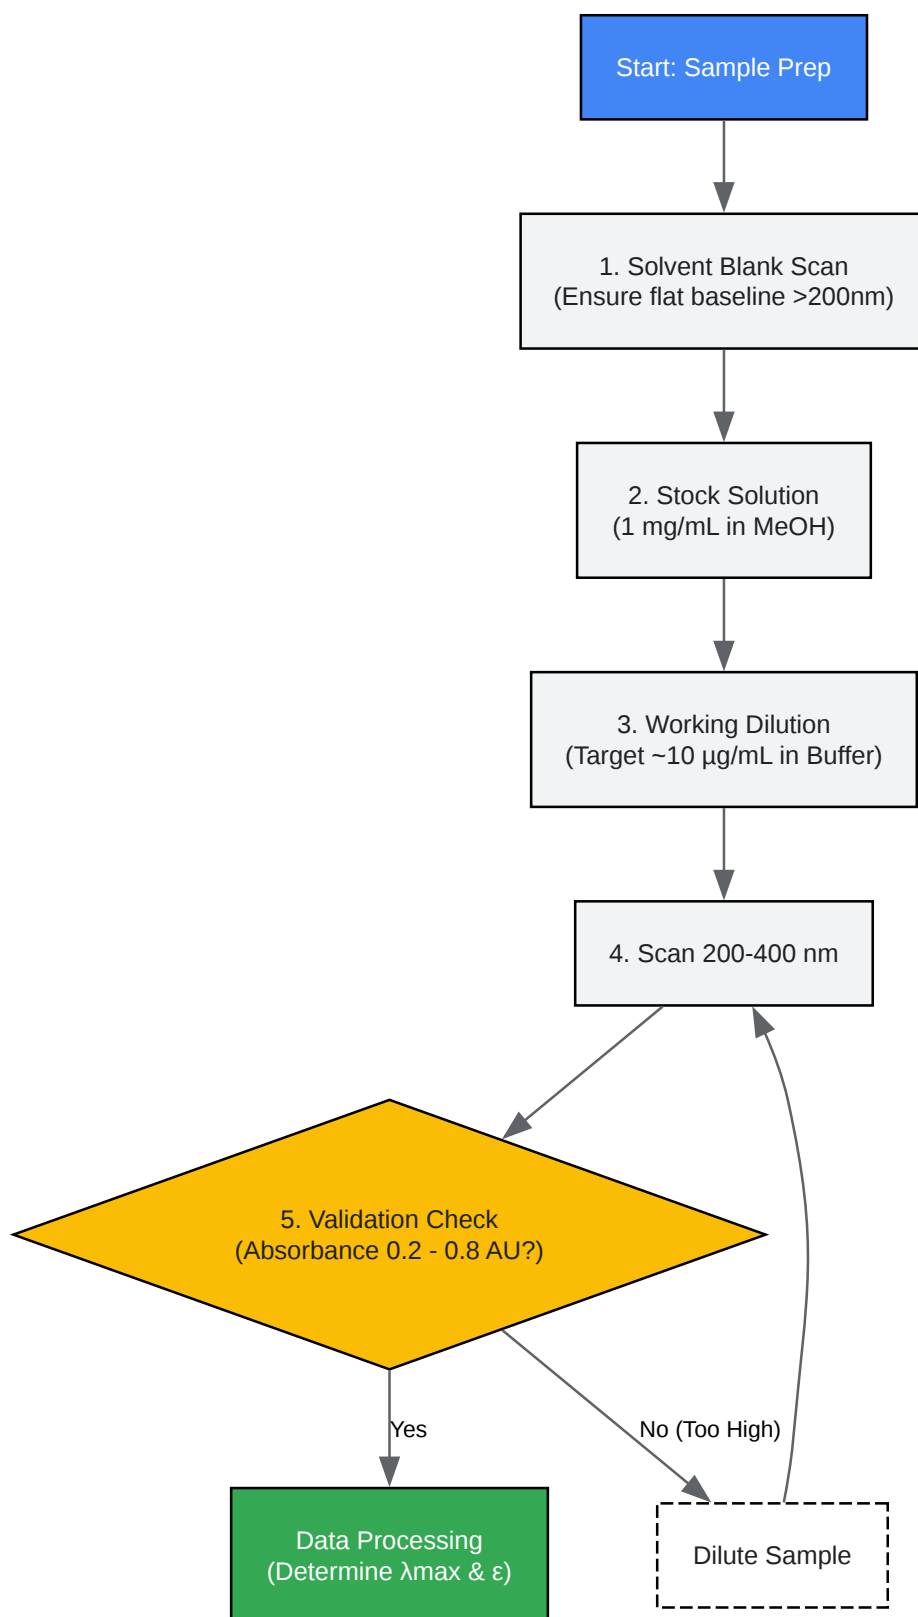 Start: Sample Prep
1. Solvent Blank Scan
(Ensure flat baseline >200nm)
2. Stock Solution
(1 mg/mL in MeOH)
3. Working Dilution
(Target ~10 µg/mL in Buffer)
4. Scan 200-400 nm
5. Validation Check
(Absorbance 0.2 - 0.8 AU?)
Yes
No (Too High)
Data Processing
(Determine λmax & ε)
Dilute Sample